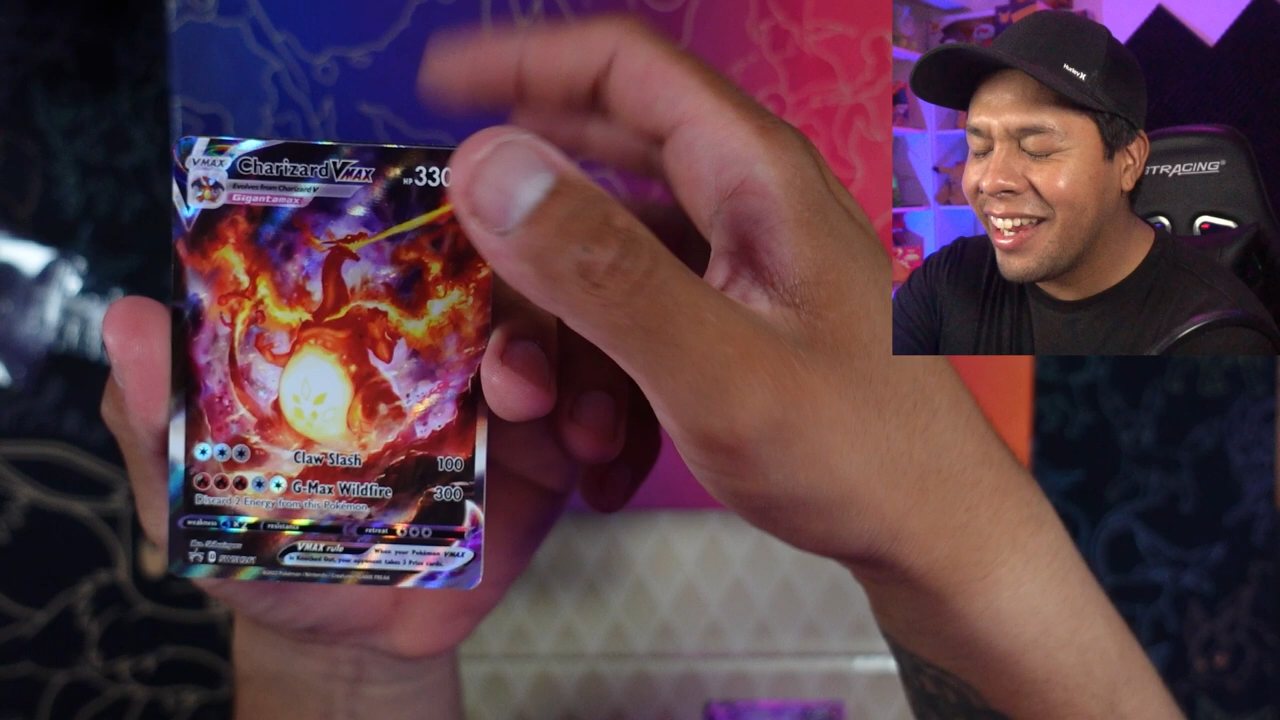 VMAX
Charizard VMAX HP 330
Evolves from Charizard V
Gigantamax
Claw Slash 100
G-Max Wildfire 300
Discard 2 Energy from this Pokémon.
weakness resistance retreat
VMAX rule When your Pokémon VMAX
is Knocked Out, your opponent takes 3 Prize cards.
Hurley
GTRACING